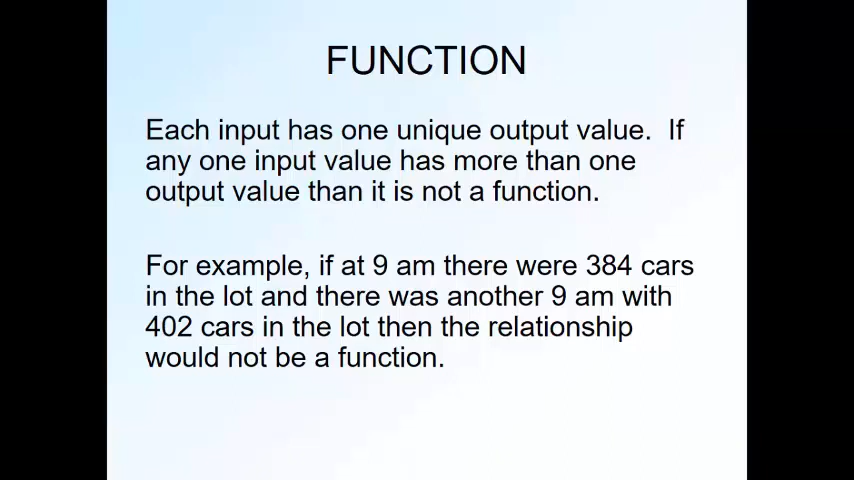 FUNCTION
Each input has one unique output value.  If
any one input value has more than one
output value than it is not a function.
For example, if at 9 am there were 384 cars
in the lot and there was another 9 am with
402 cars in the lot then the relationship
would not be a function.